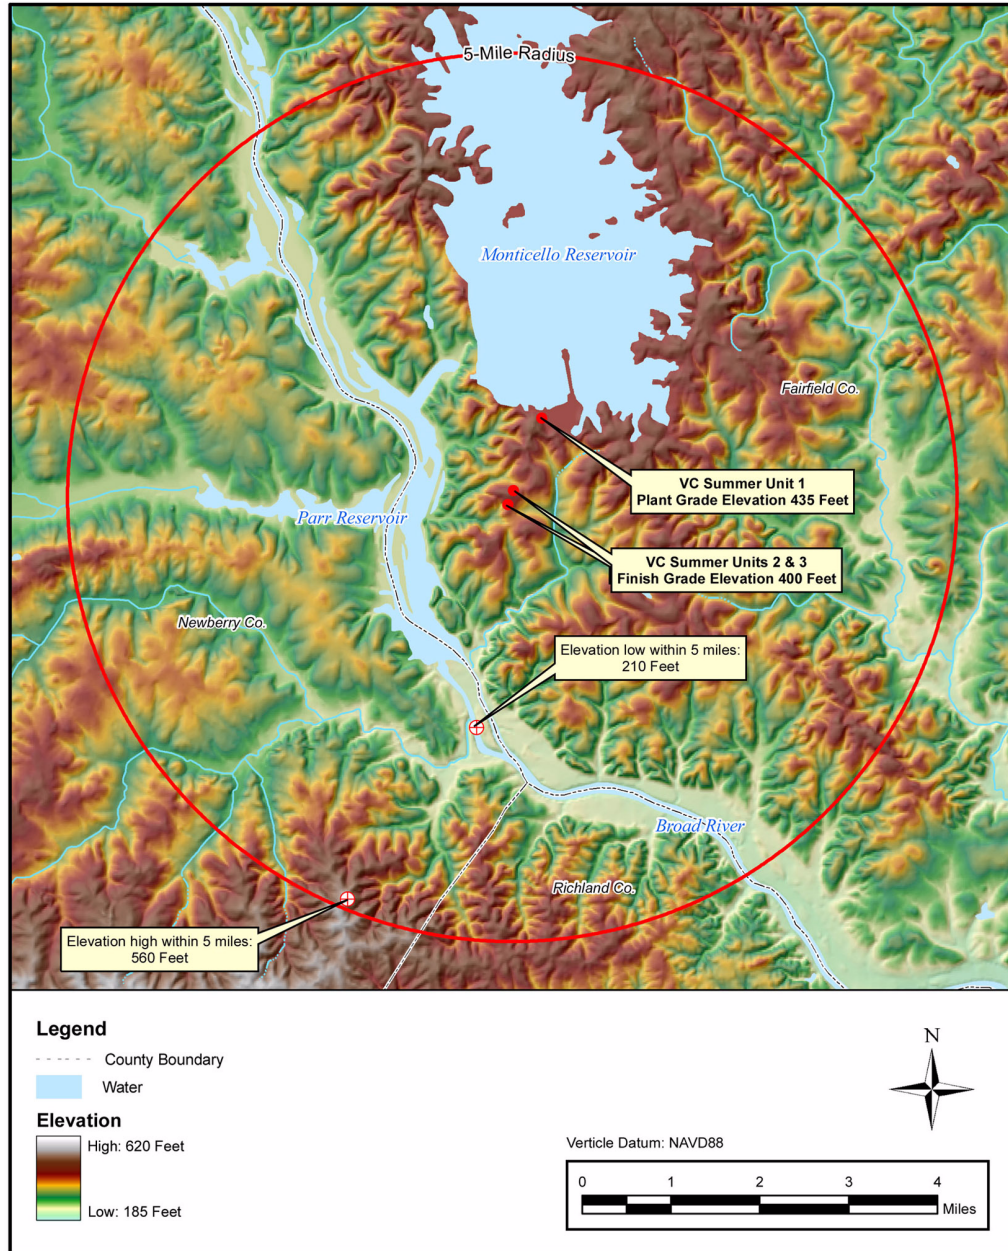 5-Mile Radius
Monticello Reservoir
Fairfield Co.
VC Summer Unit 1
Plant Grade Elevation 435 Feet
Parr Reservoir
VC Summer Units 2 & 3
Finish Grade Elevation 400 Feet
Newberry Co.
Elevation low within 5 miles:
210 Feet
Broad River
Richland Co.
Elevation high within 5 miles:
560 Feet
Legend
County Boundary
Water
Elevation
High: 620 Feet
Low: 185 Feet
N
Verticle Datum: NAVD88
0 1 2 3 4
Miles